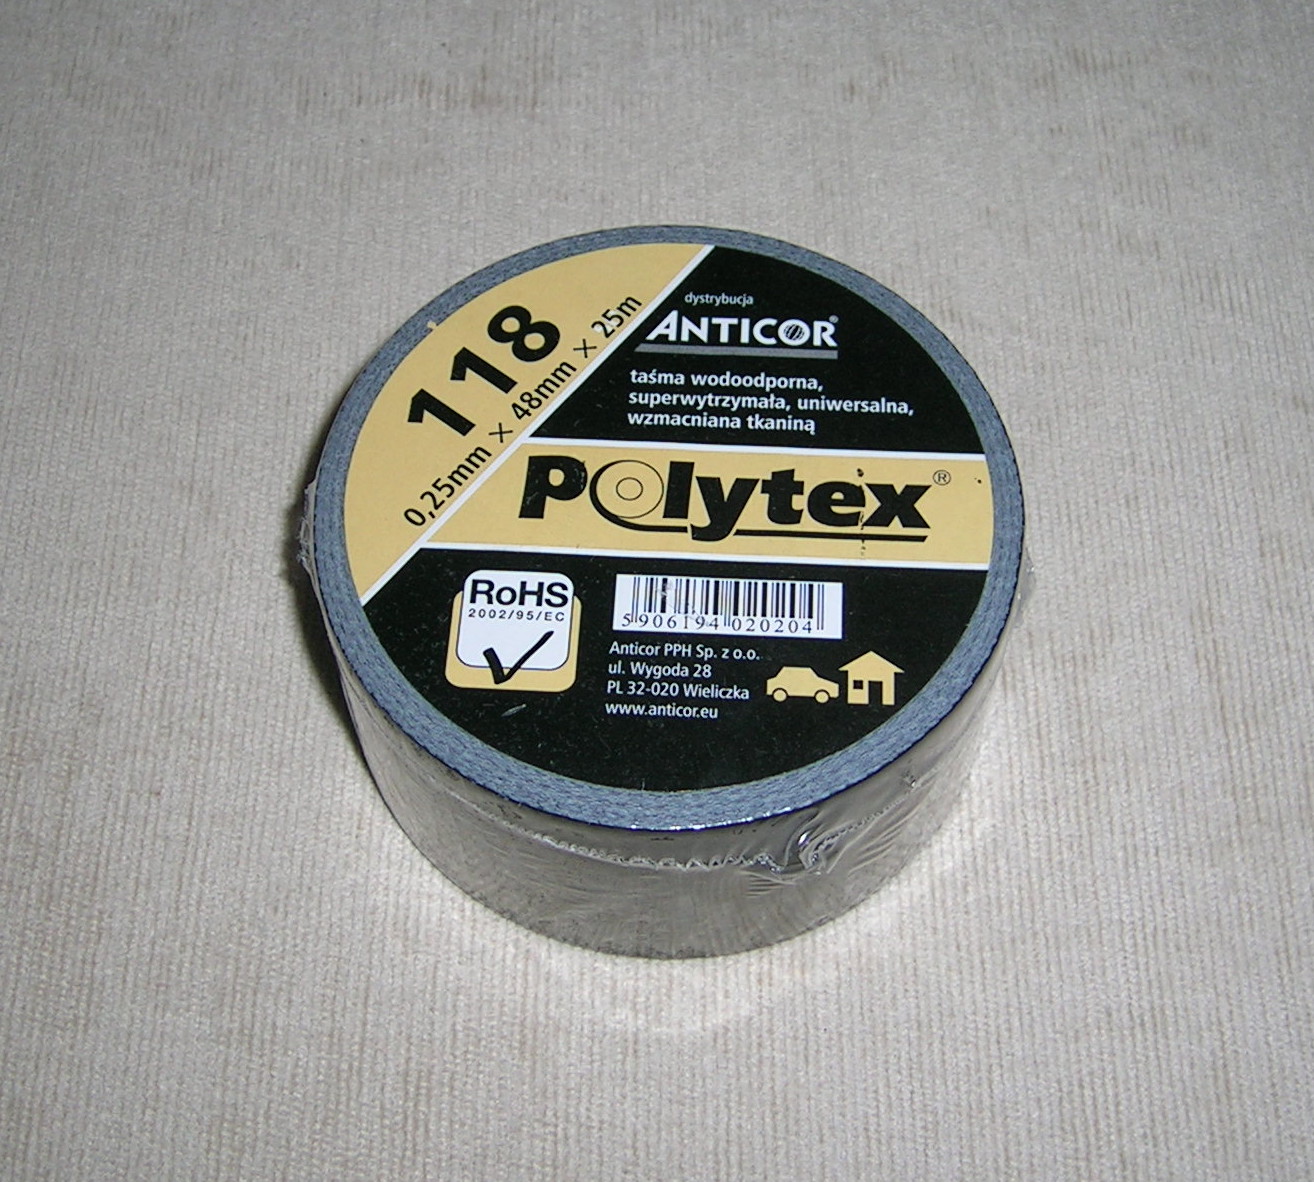 118
0,25mm × 48mm × 25m
dystrybucja
ANTICOR®
taśma wodoodporna,
superwytrzymała, uniwersalna,
wzmacniana tkaniną
Polytex®
RoHS
2002/95/EC
5 906194 020204
Anticor PPH Sp. z o.o.
ul. Wygoda 28
PL 32-020 Wieliczka
www.anticor.eu